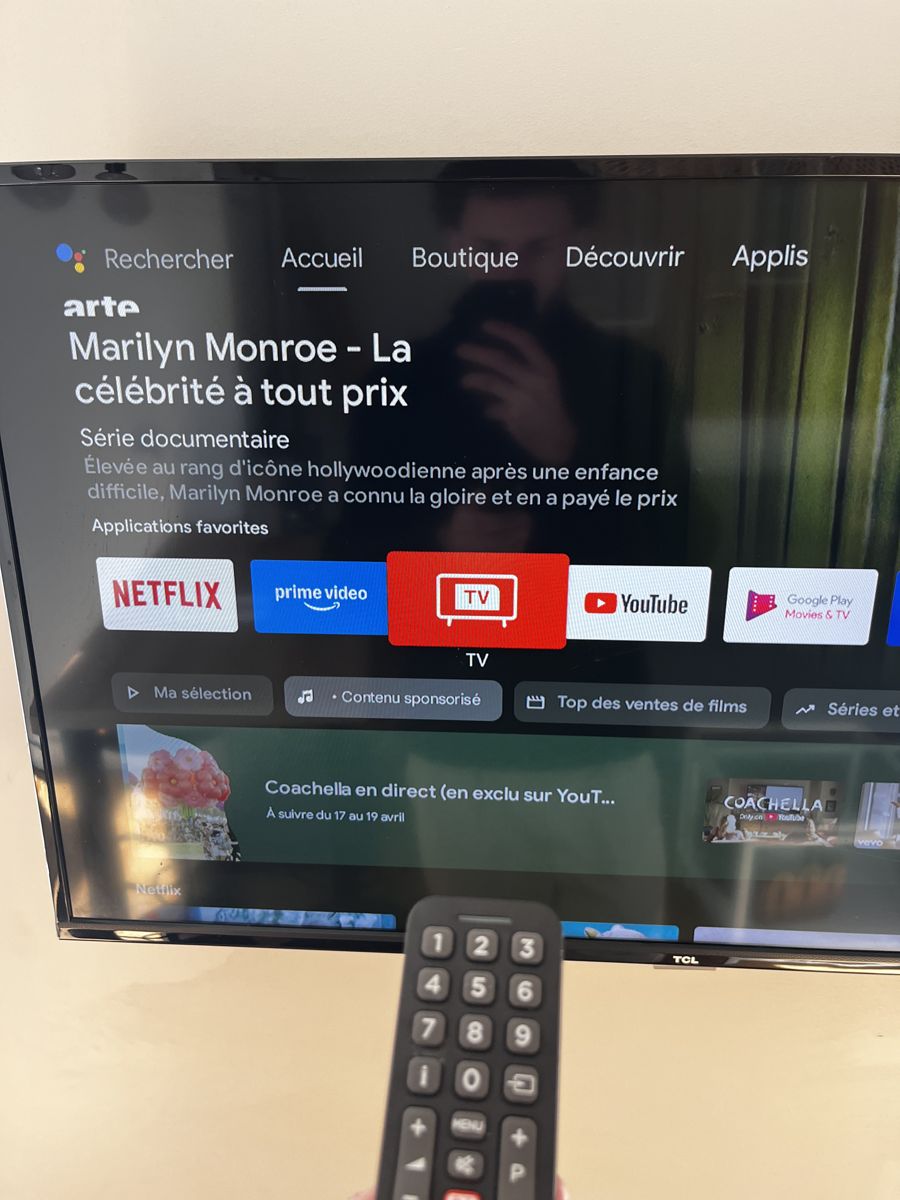 Rechercher
Accueil
Boutique
Découvrir
Applis
arte
Marilyn Monroe - La
célébrité à tout prix
Série documentaire
Élevée au rang d'icône hollywoodienne après une enfance
difficile, Marilyn Monroe a connu la gloire et en a payé le prix
Applications favorites
NETFLIX
prime video
TV
YouTube
Google Play
Movies & TV
TV
Ma sélection
• Contenu sponsorisé
Top des ventes de films
Séries et
Coachella en direct (en exclu sur YouT...
À suivre du 17 au 19 avril
COACHELLA
Only on YouTube
vevo
Netflix
TCL
1 2 3
4 5 6
7 8 9
i 0
+ MENU +
P